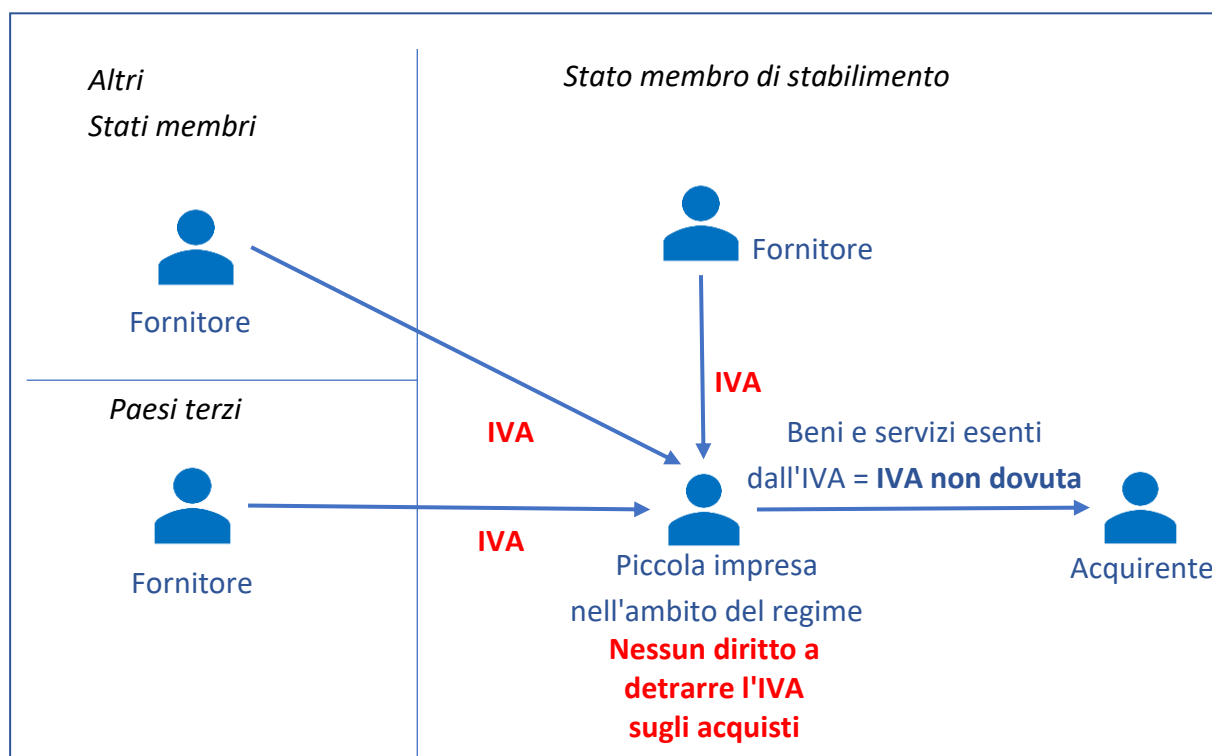 Altri
Stati membri
Stato membro di stabilimento
Fornitore
Fornitore
IVA
Paesi terzi
IVA
Beni e servizi esenti
dall'IVA = IVA non dovuta
Fornitore
IVA
Piccola impresa
nell'ambito del regime
Nessun diritto a
detrarre l'IVA
sugli acquisti
Acquirente